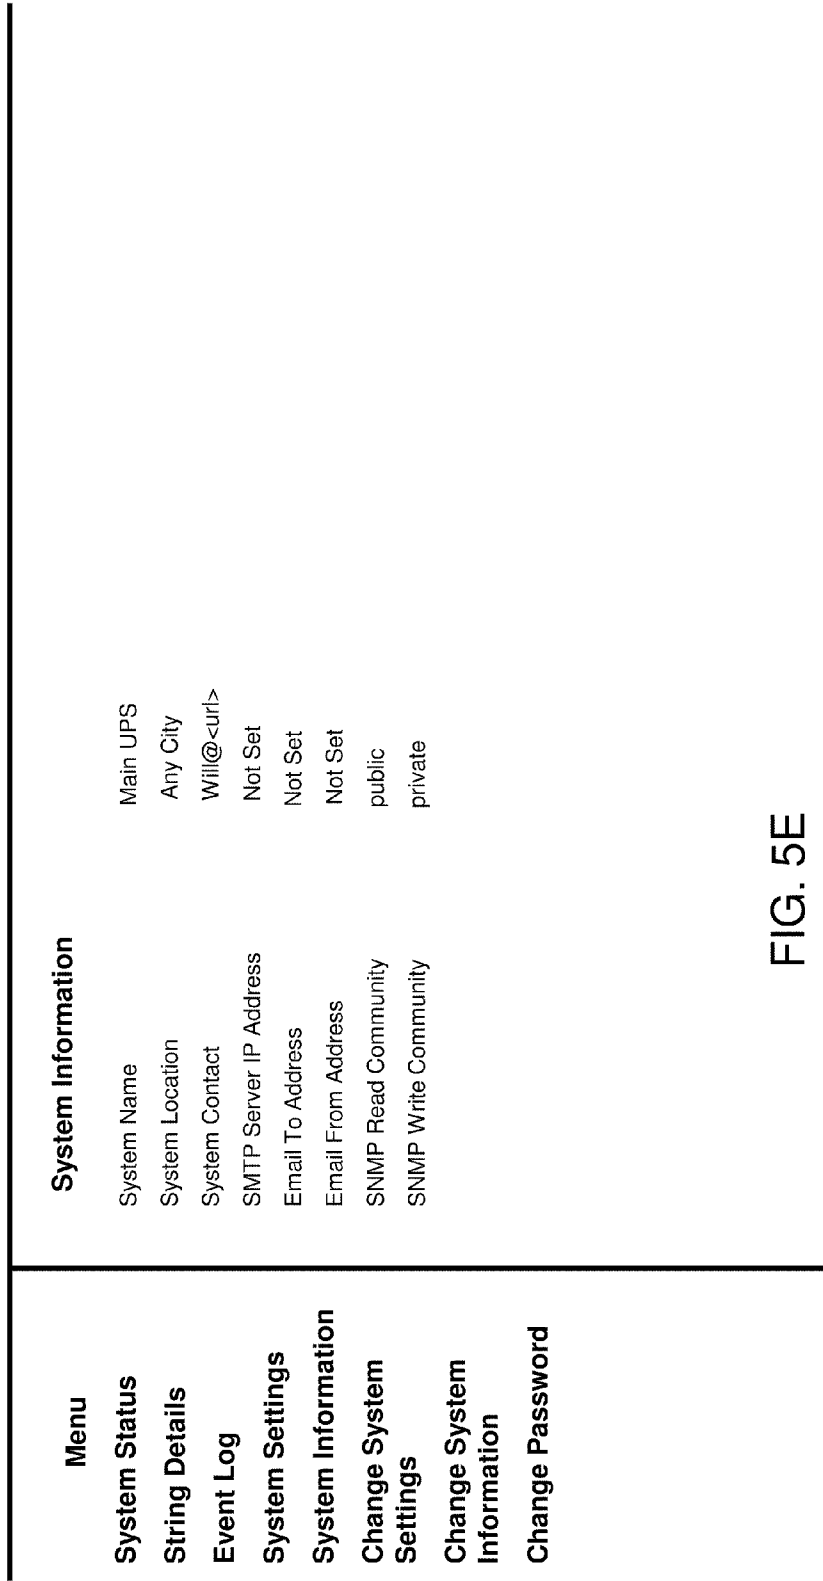 Menu
System Status
String Details
Event Log
System Settings
System Information
Change System
Settings
Change System
Information
Change Password
System Information
System Name Main UPS
System Location Any City
System Contact Will@<url>
SMTP Server IP Address Not Set
Email To Address Not Set
Email From Address Not Set
SNMP Read Community public
SNMP Write Community private
FIG. 5E